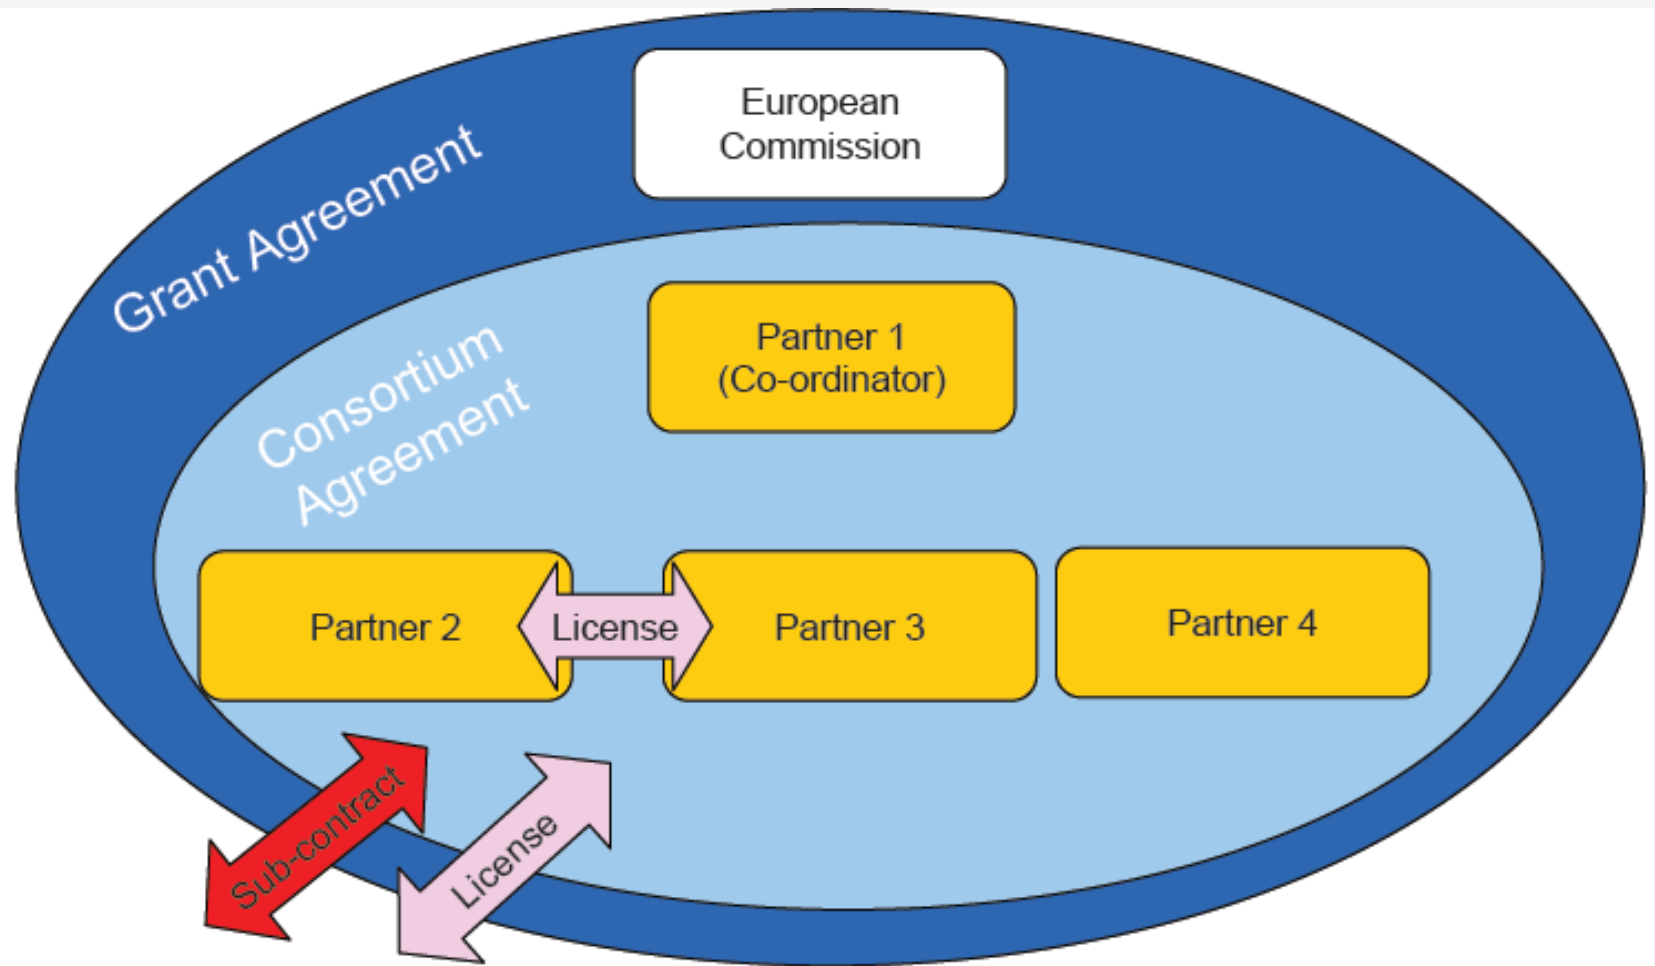 European
Commission
Grant Agreement
Partner 1
(Co-ordinator)
Consortium
Agreement
Partner 2
License
Partner 3
Partner 4
Sub-contract
License